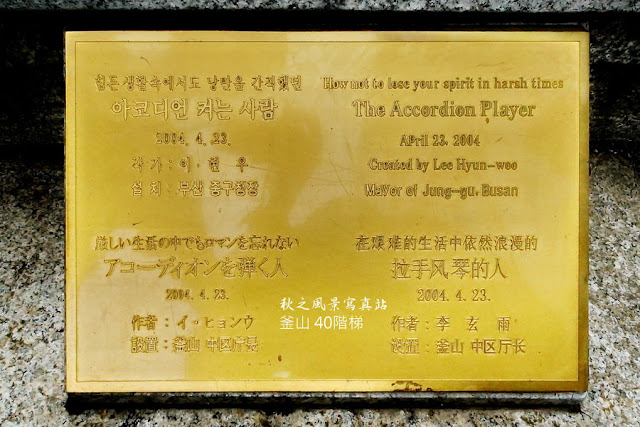 힘든 생활속에서도 낭만을 간직했던
아코디언 켜는 사람
2004. 4. 23.
작가 : 이 · 현 우
설치 : 부산 중구청장
How not to lose your spirit in harsh times
The Accordion Player
April 23, 2004
Created by Lee Hyun-woo
Mayor of Jung-gu, Busan
厳しい生活の中でもロマンを忘れない
アコーディオンを弾く人
2004. 4. 23.
作者 : イ・ヒョンウ
設置 : 釜山 中区庁長
在艰难的生活中依然浪漫的
拉手风琴的人
2004. 4. 23.
作者 : 李 玄 雨
设置 : 釜山 中区厅长
秋之風景寫真站
釜山 40階梯